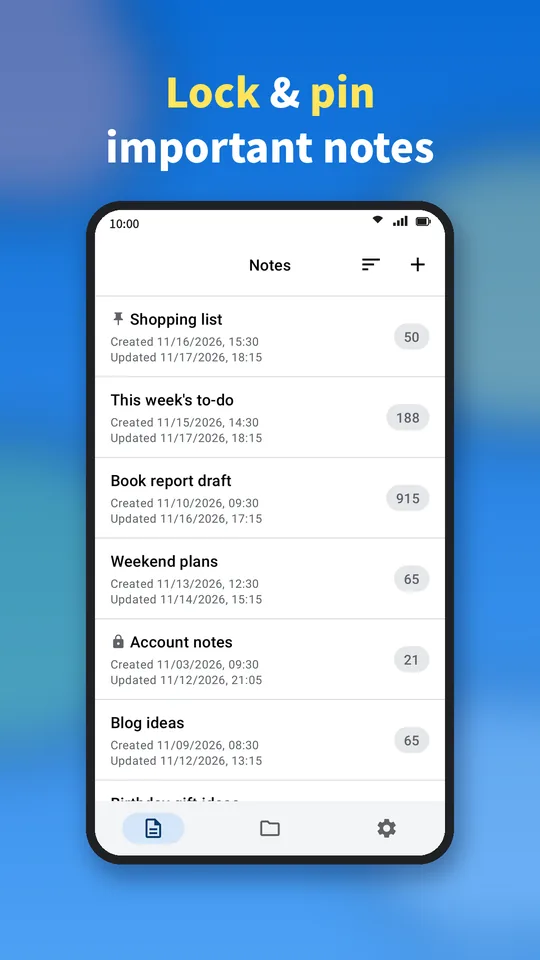 Lock & pin
important notes
10:00
Notes
Shopping list
Created 11/16/2026, 15:30
Updated 11/17/2026, 18:15
50
This week's to-do
Created 11/15/2026, 14:30
Updated 11/17/2026, 18:15
188
Book report draft
Created 11/10/2026, 09:30
Updated 11/16/2026, 17:15
915
Weekend plans
Created 11/13/2026, 12:30
Updated 11/14/2026, 15:15
65
Account notes
Created 11/03/2026, 09:30
Updated 11/12/2026, 21:05
21
Blog ideas
Created 11/09/2026, 08:30
Updated 11/12/2026, 13:15
65
Birthday gift ideas